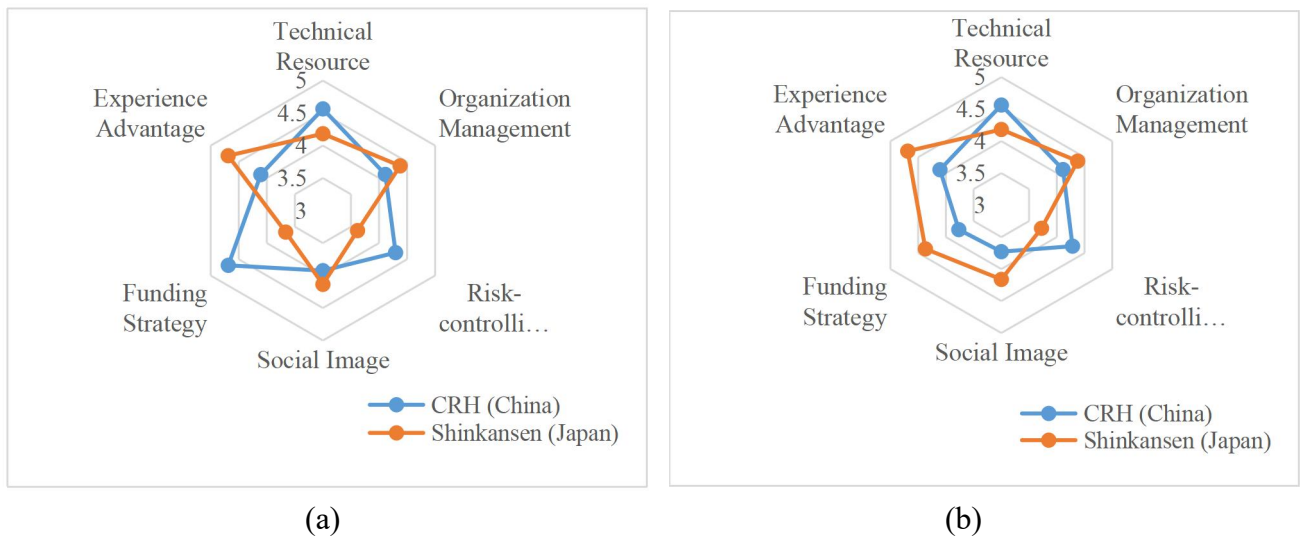 Technical
Resource
5
Experience
Advantage
4.5
Organization
Management
4
3.5
3
Funding
Strategy
Risk-
controlli…
Social Image
CRH (China)
Shinkansen (Japan)
(a)
Technical
Resource
5
Experience
Advantage
4.5
Organization
Management
4
3.5
3
Funding
Strategy
Risk-
controlli…
Social Image
CRH (China)
Shinkansen (Japan)
(b)